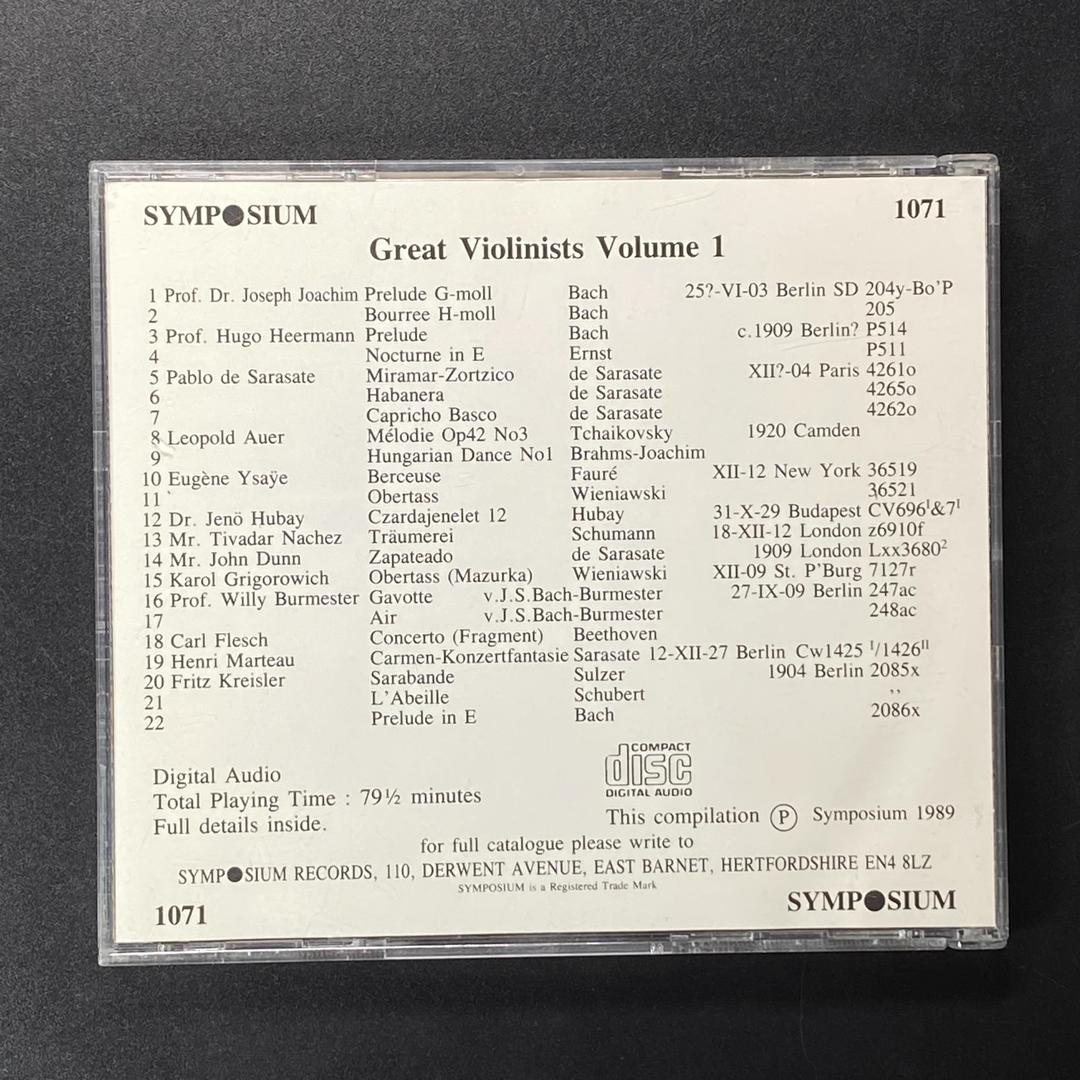 SYMPOSIUM 1071
Great Violinists Volume 1
1 Prof. Dr. Joseph Joachim Prelude G-moll Bach 25?-VI-03 Berlin SD 204y-Bo'P
2 Bourree H-moll Bach 205
3 Prof. Hugo Heermann Prelude Bach c.1909 Berlin? P514
4 Nocturne in E Ernst P511
5 Pablo de Sarasate Miramar-Zortzico de Sarasate XII?-04 Paris 4261o
6 Habanera de Sarasate 4265o
7 Capricho Basco de Sarasate 4262o
8 Leopold Auer Mélodie Op42 No3 Tchaikovsky 1920 Camden
9 Hungarian Dance No1 Brahms-Joachim
10 Eugène Ysaÿe Berceuse Fauré XII-12 New York 36519
11 Obertass Wieniawski 36521
12 Dr. Jenö Hubay Czardajenelet 12 Hubay 31-X-29 Budapest CV696ᴵ&7ᴵ
13 Mr. Tivadar Nachez Träumerei Schumann 18-XII-12 London z6910f
14 Mr. John Dunn Zapateado de Sarasate 1909 London Lxx3680²
15 Karol Grigorowich Obertass (Mazurka) Wieniawski XII-09 St. P'Burg 7127r
16 Prof. Willy Burmester Gavotte v.J.S.Bach-Burmester 27-IX-09 Berlin 247ac
17 Air v.J.S.Bach-Burmester 248ac
18 Carl Flesch Concerto (Fragment) Beethoven
19 Henri Marteau Carmen-Konzertfantasie Sarasate 12-XII-27 Berlin Cw1425 ᴵ/1426ᴵᴵ
20 Fritz Kreisler Sarabande Sulzer 1904 Berlin 2085x
21 L'Abeille Schubert ,,
22 Prelude in E Bach 2086x
Digital Audio
Total Playing Time : 79½ minutes
Full details inside.
COMPACT
disc
DIGITAL AUDIO
This compilation Ⓟ Symposium 1989
for full catalogue please write to
SYMPOSIUM RECORDS, 110, DERWENT AVENUE, EAST BARNET, HERTFORDSHIRE EN4 8LZ
SYMPOSIUM is a Registered Trade Mark
1071 SYMPOSIUM